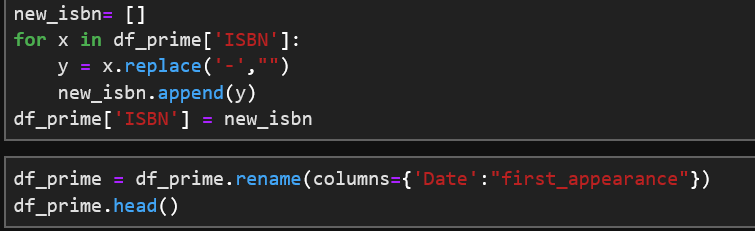 new_isbn= []
for x in df_prime['ISBN']:
    y = x.replace('-',"")
    new_isbn.append(y)
df_prime['ISBN'] = new_isbn
df_prime = df_prime.rename(columns={'Date':"first_appearance"})
df_prime.head()